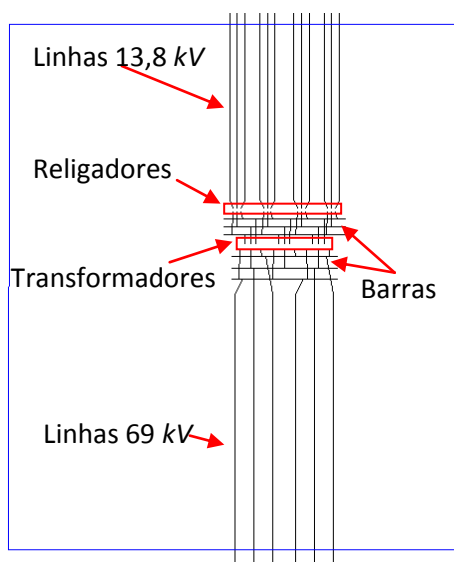 Linhas 13,8 kV
Religadores
Transformadores
Barras
Linhas 69 kV